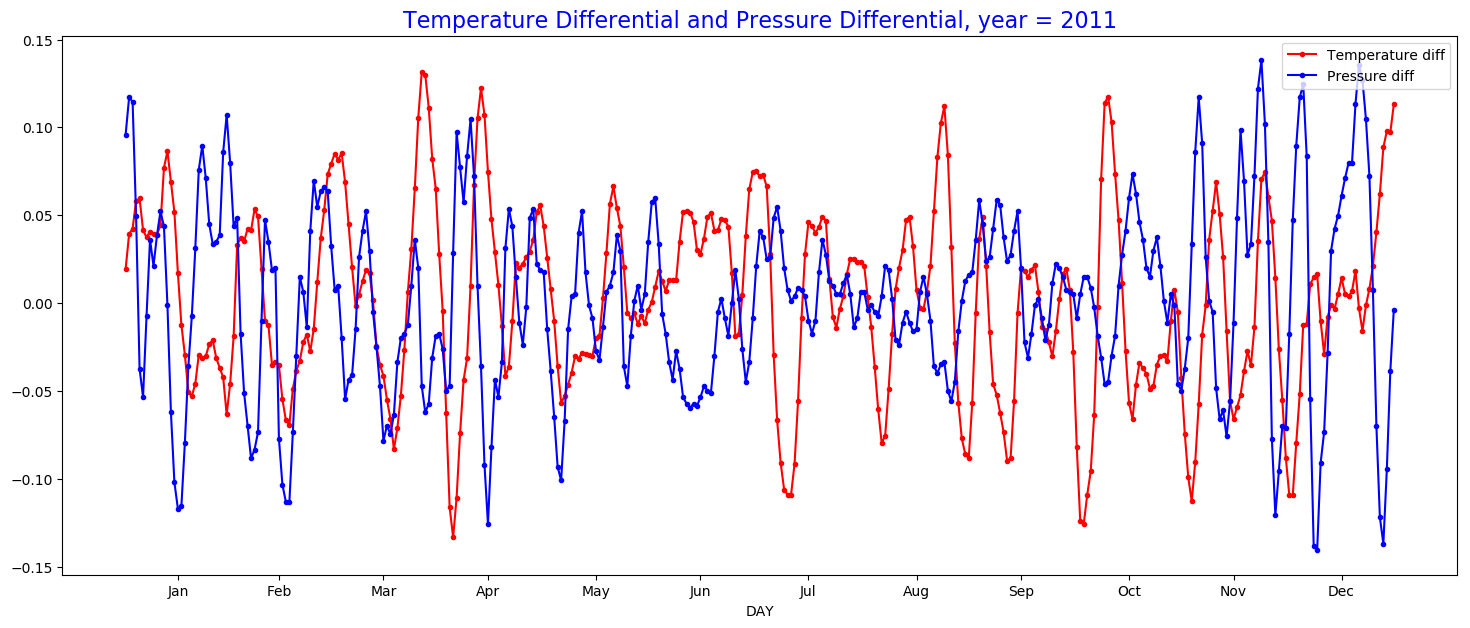 Temperature Differential and Pressure Differential, year = 2011
Temperature diff
Pressure diff
0.15
0.10
0.05
0.00
−0.05
−0.10
−0.15
Jan Feb Mar Apr May Jun Jul Aug Sep Oct Nov Dec
DAY